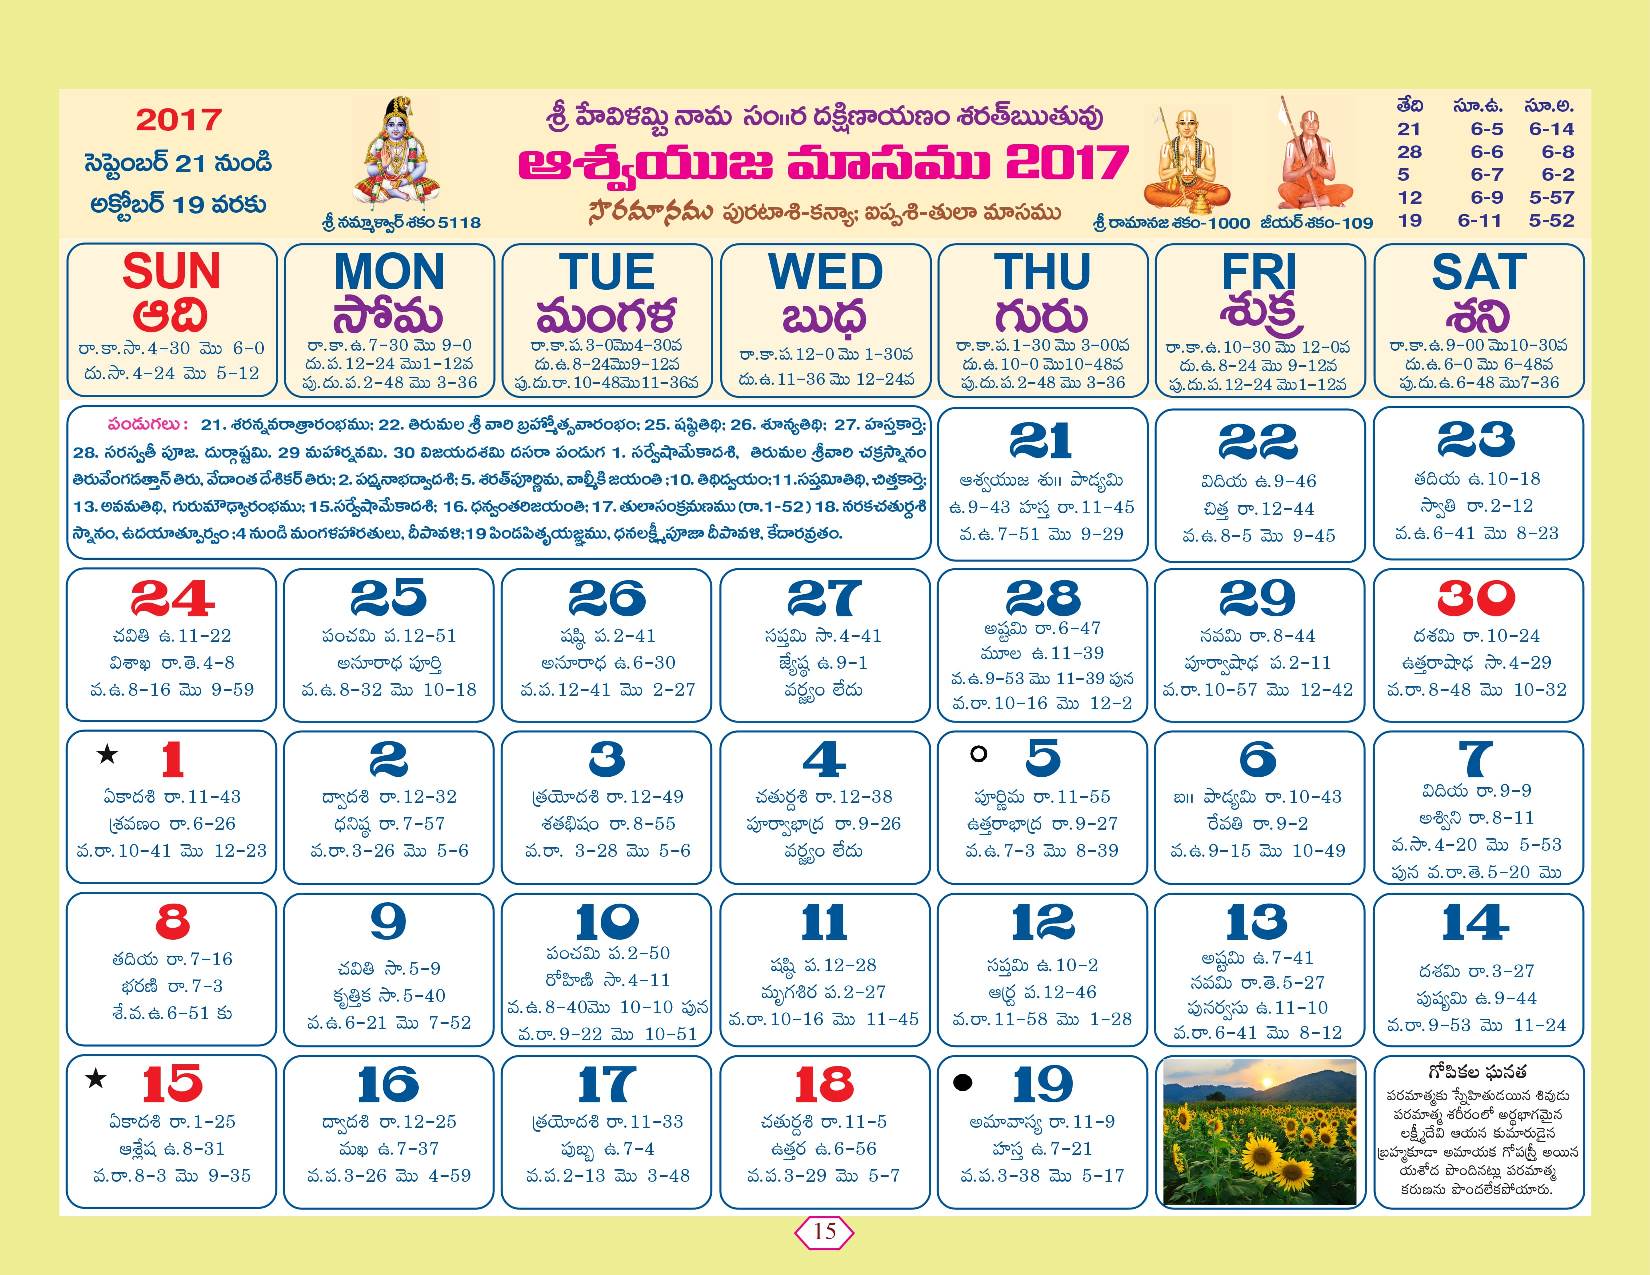 2017
సెప్టెంబర్ 21 నుండి
అక్టోబర్ 19 వరకు
శ్రీ నమ్మాళ్వార్ శకం 5118
శ్రీ హేవిళమ్బి నామ సం॥ర దక్షిణాయణం శరత్‌ఋతువు
ఆశ్వయుజ మాసము 2017
సౌరమానము పురటాశి-కన్యా; ఐప్పశి-తులా మాసము
శ్రీ రామానుజ శకం-1000 జీయర్ శకం-109
తేది సూ.ఉ. సూ.అ.
21 6-5 6-14
28 6-6 6-8
5 6-7 6-2
12 6-9 5-57
19 6-11 5-52
SUN
ఆది
రా.కా.సా.4-30 మొ 6-0
దు.సా.4-24 మొ 5-12
MON
సోమ
రా.కా.ఉ.7-30 మొ 9-0
దు.ప.12-24 మొ1-12వ
పు.దు.ప.2-48 మొ 3-36
TUE
మంగళ
రా.కా.ప.3-0మొ4-30వ
దు.ఉ.8-24మొ9-12వ
పు.దు.రా.10-48మొ11-36వ
WED
బుధ
రా.కా.ప.12-0 మొ 1-30వ
దు.ఉ.11-36 మొ 12-24వ
THU
గురు
రా.కా.ప.1-30 మొ 3-00వ
దు.ఉ.10-0 మొ10-48వ
పు.దు.ప.2-48 మొ 3-36
FRI
శుక్ర
రా.కా.ఉ.10-30 మొ 12-0వ
దు.ఉ.8-24 మొ 9-12వ
పు.దు.ప.12-24 మొ1-12వ
SAT
శని
రా.కా.ఉ.9-00 మొ10-30వ
దు.ఉ.6-0 మొ 6-48వ
పు.దు.ఉ.6-48 మొ7-36
పండుగలు : 21. శరన్నవరాత్రారంభము; 22. తిరుమల శ్రీ వారి బ్రహ్మోత్సవారంభం; 25. షష్ఠితిథి; 26. శూన్యతిథి; 27. హస్తకార్తె;
28. సరస్వతీ పూజ, దుర్గాష్టమి. 29 మహార్నవమి. 30 విజయదశమి దసరా పండుగ 1. సర్వేషామేకాదశి, తిరుమల శ్రీవారి చక్రస్నానం
తిరువేంగడత్తాన్ తిరు, వేదాంత దేశికర్ తిరు; 2. పద్మనాభద్వాదశి; 5. శరత్‌పూర్ణిమ, వాల్మీకి జయంతి ;10. తిథిద్వయం;11.సప్తమీతిథి, చిత్తకార్తె;
13. అవమతిథి, గురుమౌఢ్యారంభము; 15.సర్వేషామేకాదశి; 16. ధన్వంతరిజయంతి; 17. తులాసంక్రమణము (రా.1-52) 18. నరకచతుర్దశి
స్నానం, ఉదయాత్పూర్వం ;4 నుండి మంగళహారతులు, దీపావళి;19 పిండపితృయజ్ఞము, ధనలక్ష్మీపూజా దీపావళి, కేదారవ్రతం.
21
ఆశ్వయుజ శు॥ పాడ్యమి
ఉ.9-43 హస్త రా.11-45
వ.ఉ.7-51 మొ 9-29
22
విదియ ఉ.9-46
చిత్త రా.12-44
వ.ఉ.8-5 మొ 9-45
23
తదియ ఉ.10-18
స్వాతి రా.2-12
వ.ఉ.6-41 మొ 8-23
24
చవితి ఉ.11-22
విశాఖ రా.తె.4-8
వ.ఉ.8-16 మొ 9-59
25
పంచమి ప.12-51
అనూరాధ పూర్తి
వ.ఉ.8-32 మొ 10-18
26
షష్ఠి ప.2-41
అనూరాధ ఉ.6-30
వ.ప.12-41 మొ 2-27
27
సప్తమి సా.4-41
జ్యేష్ఠ ఉ.9-1
వర్జ్యం లేదు
28
అష్టమి రా.6-47
మూల ఉ.11-39
వ.ఉ.9-53 మొ 11-39 పున
వ.రా.10-16 మొ 12-2
29
నవమి రా.8-44
పూర్వాషాఢ ప.2-11
వ.రా.10-57 మొ 12-42
30
దశమి రా.10-24
ఉత్తరాషాఢ సా.4-29
వ.రా.8-48 మొ 10-32
★ 1
ఏకాదశి రా.11-43
శ్రవణం రా.6-26
వ.రా.10-41 మొ 12-23
2
ద్వాదశి రా.12-32
ధనిష్ఠ రా.7-57
వ.రా.3-26 మొ 5-6
3
త్రయోదశి రా.12-49
శతభిషం రా.8-55
వ.రా. 3-28 మొ 5-6
4
చతుర్దశి రా.12-38
పూర్వాభాద్ర రా.9-26
వర్జ్యం లేదు
5
పూర్ణిమ రా.11-55
ఉత్తరాభాద్ర రా.9-27
వ.ఉ.7-3 మొ 8-39
6
బ॥ పాడ్యమి రా.10-43
రేవతి రా.9-2
వ.ఉ.9-15 మొ 10-49
7
విదియ రా.9-9
అశ్విని రా.8-11
వ.సా.4-20 మొ 5-53
పున వ.రా.తె.5-20 మొ
8
తదియ రా.7-16
భరణి రా.7-3
శే.వ.ఉ.6-51 కు
9
చవితి సా.5-9
కృత్తిక సా.5-40
వ.ఉ.6-21 మొ 7-52
10
పంచమి ప.2-50
రోహిణి సా.4-11
వ.ఉ.8-40మొ 10-10 పున
వ.రా.9-22 మొ 10-51
11
షష్ఠి ప.12-28
మృగశిర ప.2-27
వ.రా.10-16 మొ 11-45
12
సప్తమి ఉ.10-2
ఆర్ద్ర ప.12-46
వ.రా.11-58 మొ 1-28
13
అష్టమి ఉ.7-41
నవమి రా.తె.5-27
పునర్వసు ఉ.11-10
వ.రా.6-41 మొ 8-12
14
దశమి రా.3-27
పుష్యమి ఉ.9-44
వ.రా.9-53 మొ 11-24
★ 15
ఏకాదశి రా.1-25
ఆశ్లేష ఉ.8-31
వ.రా.8-3 మొ 9-35
16
ద్వాదశి రా.12-25
మఖ ఉ.7-37
వ.ప.3-26 మొ 4-59
17
త్రయోదశి రా.11-33
పుబ్బ ఉ.7-4
వ.ప.2-13 మొ 3-48
18
చతుర్దశి రా.11-5
ఉత్తర ఉ.6-56
వ.ప.3-29 మొ 5-7
19
అమావాస్య రా.11-9
హస్త ఉ.7-21
వ.ప.3-38 మొ 5-17
గోపికల ఘనత
పరమాత్మకు స్నేహితుడయిన శివుడు
పరమాత్మ శరీరంలో అర్థభాగమైన
లక్ష్మీదేవి ఆయన కుమారుడైన
బ్రహ్మకూడా అమాయక గోపస్త్రీ అయిన
యశోద పొందినట్లు పరమాత్మ
కరుణను పొందలేకపోయారు.
15